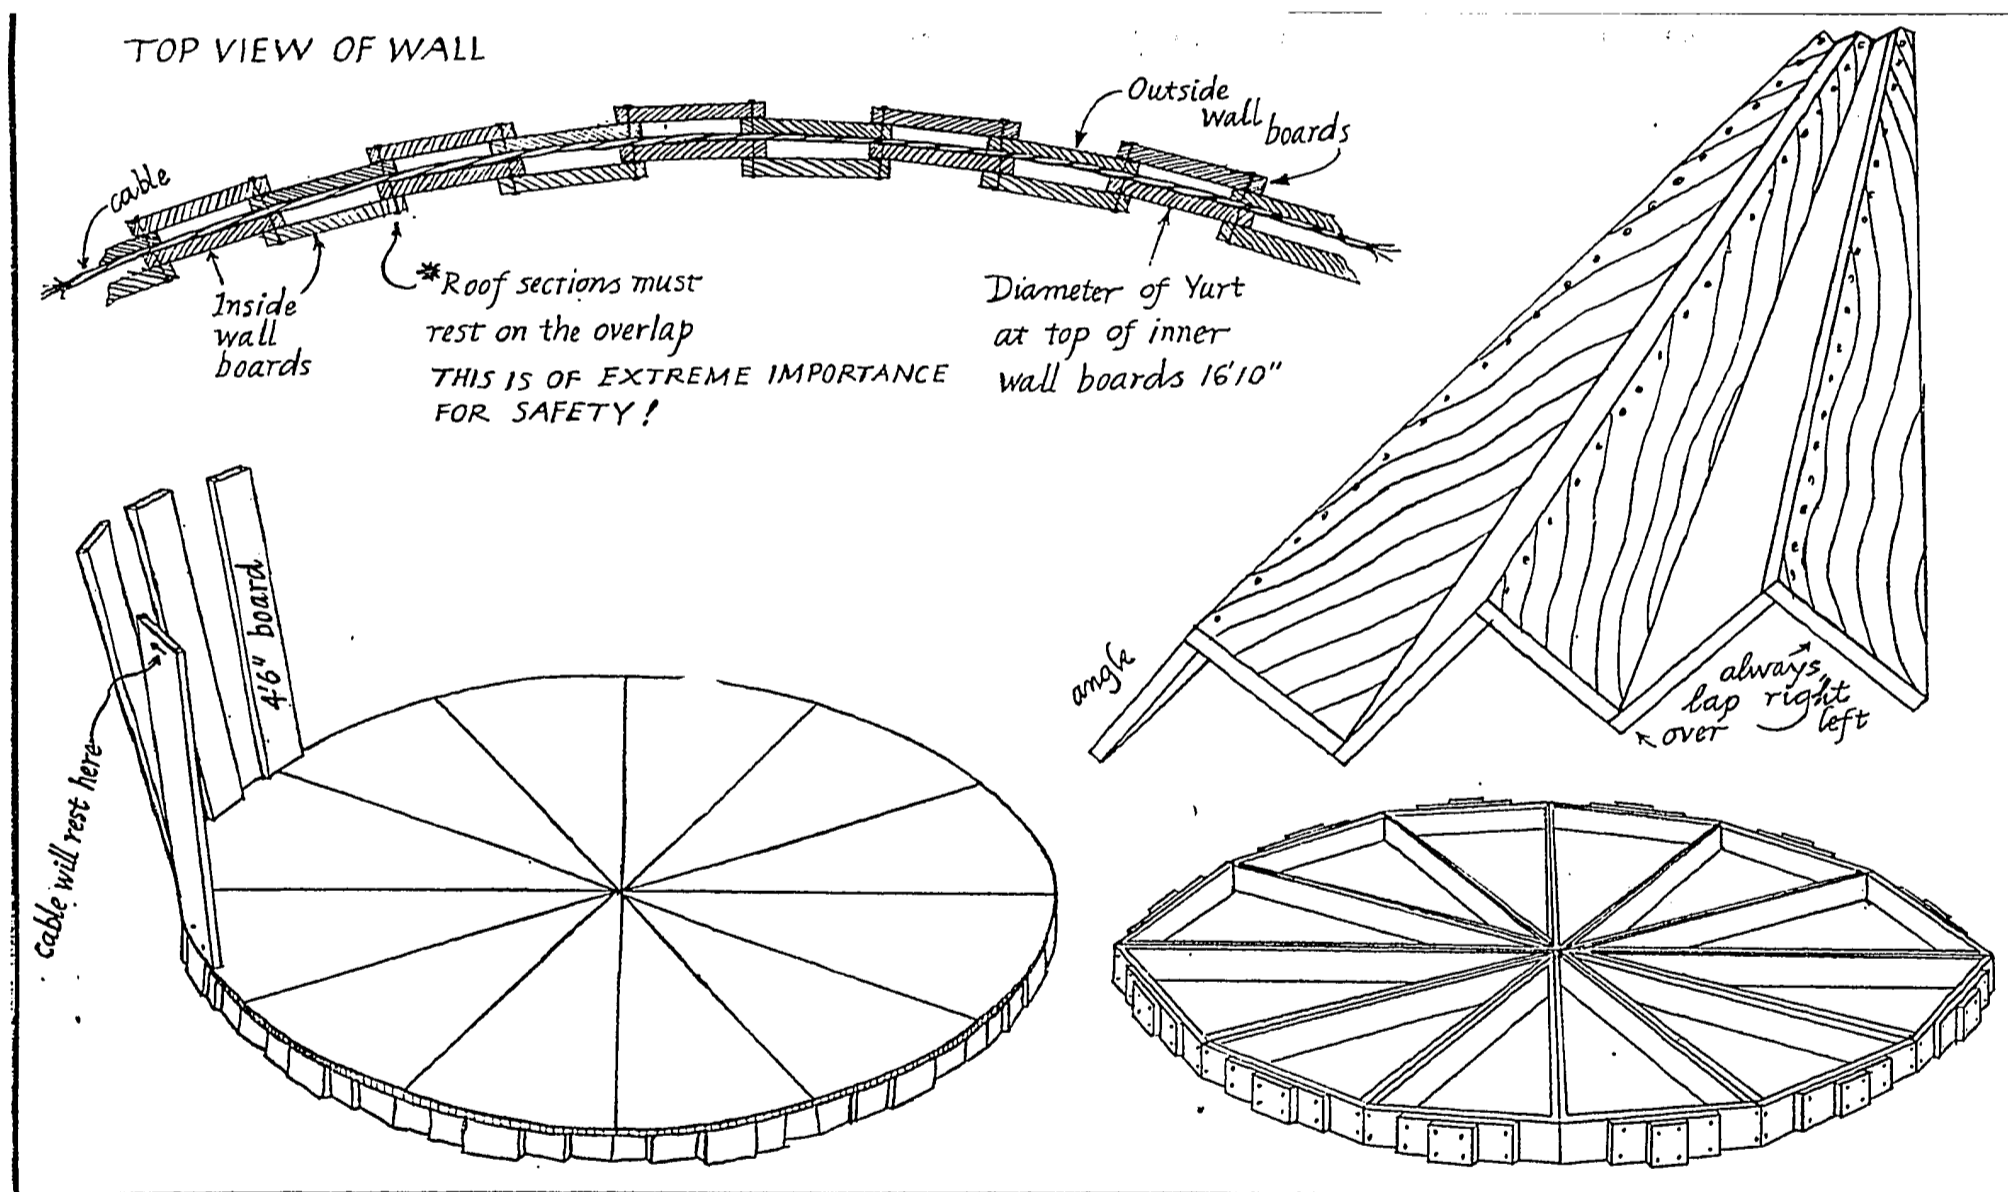 TOP VIEW OF WALL
cable
Outside
wall
boards
Inside
wall
boards
*Roof sections must
rest on the overlap
THIS IS OF EXTREME IMPORTANCE
FOR SAFETY!
Diameter of Yurt
at top of inner
wall boards 16'10"
4'6" board
Cable will rest here
angle
always
lap right
over left